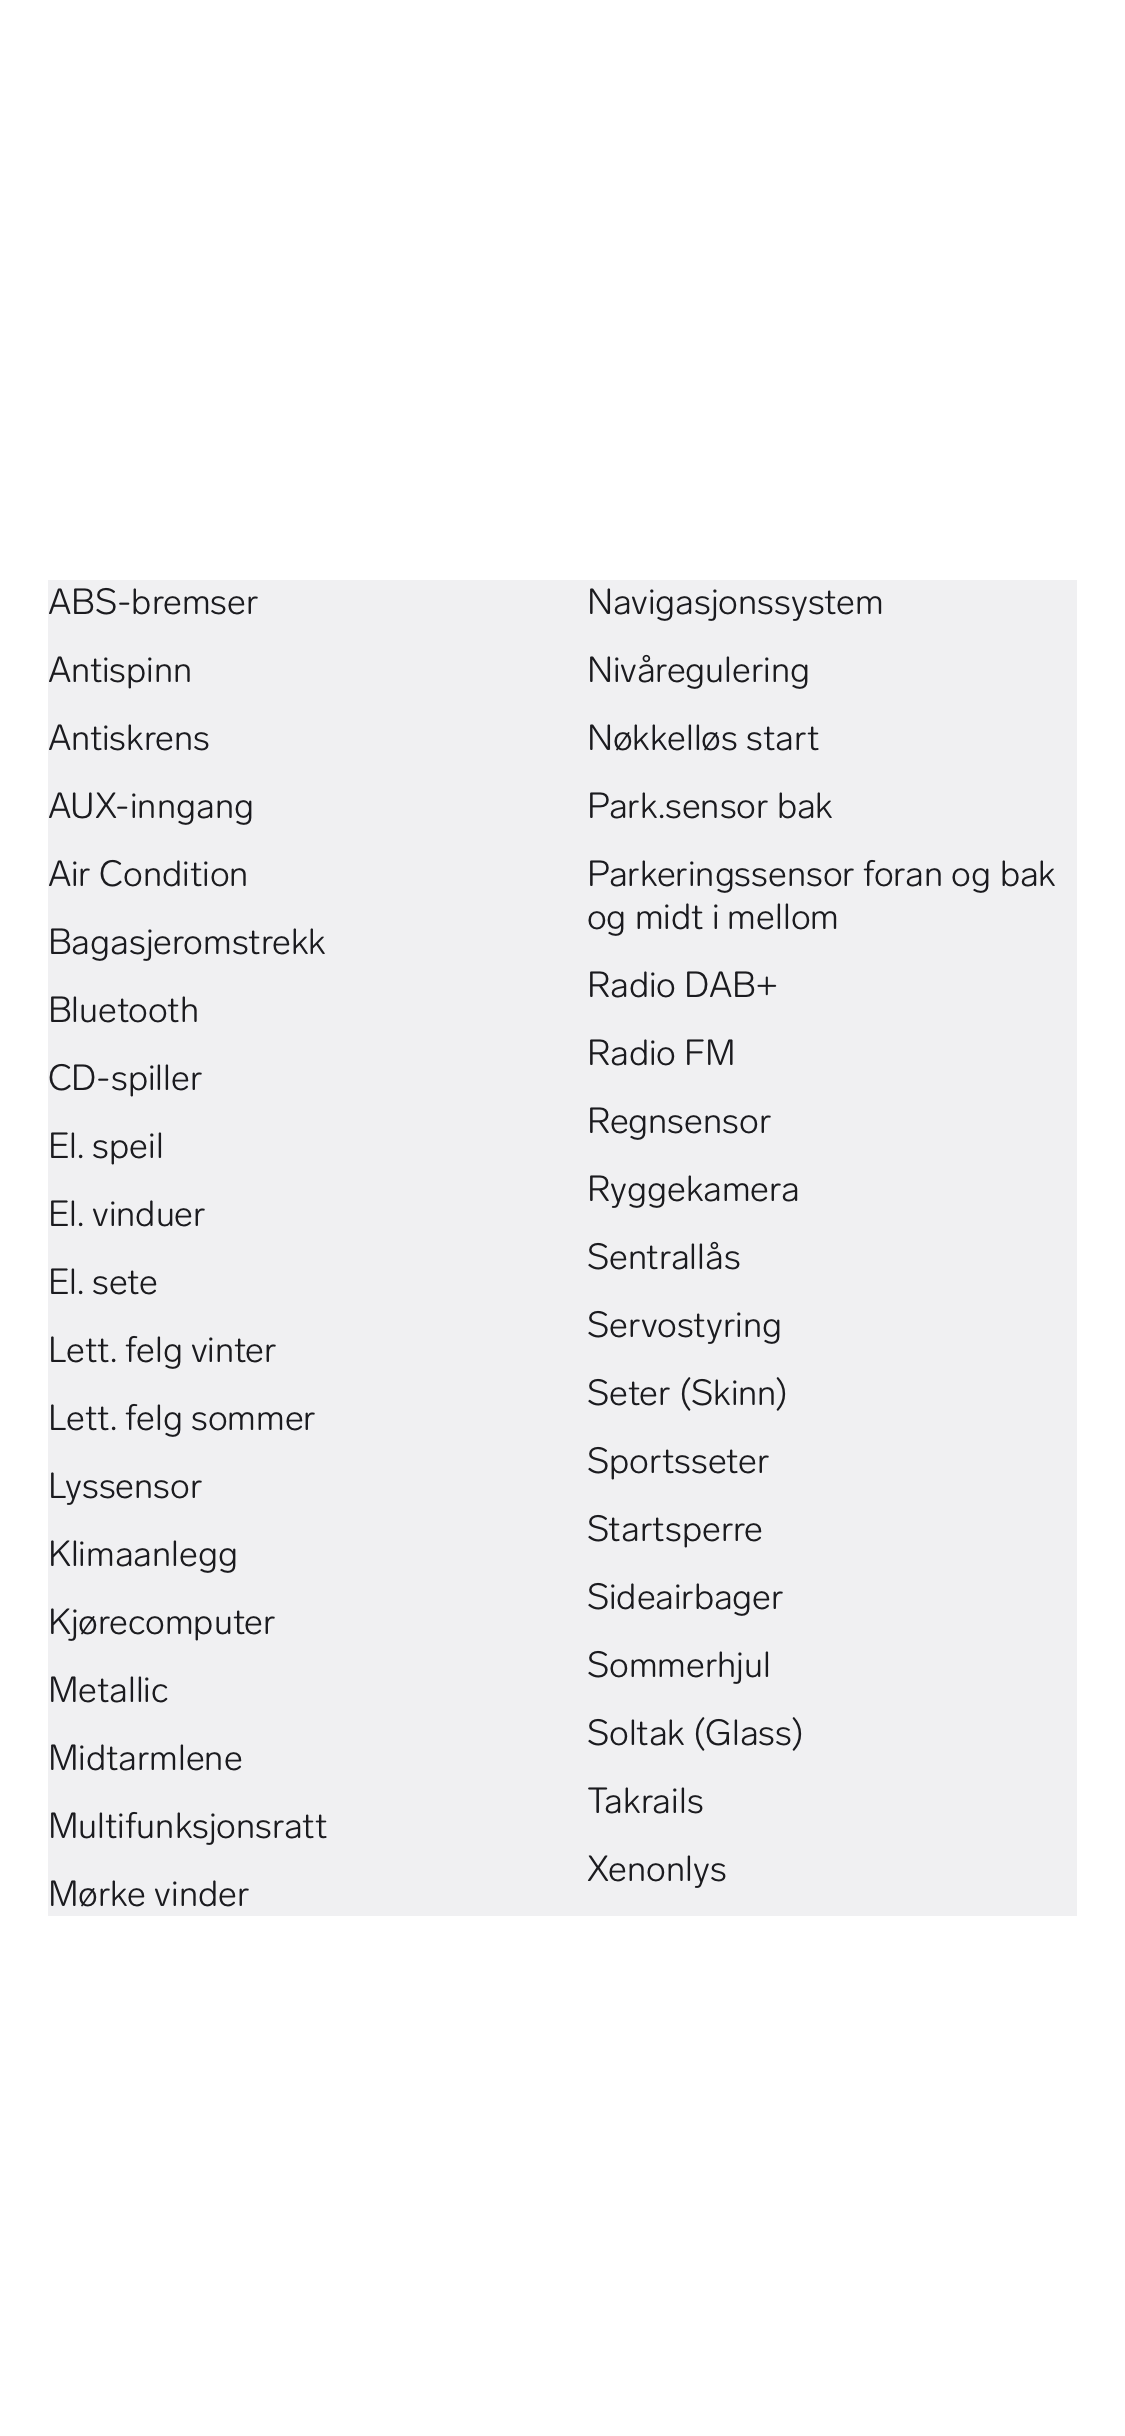 ABS-bremser
Antispinn
Antiskrens
AUX-inngang
Air Condition
Bagasjeromstrekk
Bluetooth
CD-spiller
El. speil
El. vinduer
El. sete
Lett. felg vinter
Lett. felg sommer
Lyssensor
Klimaanlegg
Kjørecomputer
Metallic
Midtarmlene
Multifunksjonsratt
Mørke vinder
Navigasjonssystem
Nivåregulering
Nøkkelløs start
Park.sensor bak
Parkeringssensor foran og bak
og midt i mellom
Radio DAB+
Radio FM
Regnsensor
Ryggekamera
Sentrallås
Servostyring
Seter (Skinn)
Sportsseter
Startsperre
Sideairbager
Sommerhjul
Soltak (Glass)
Takrails
Xenonlys